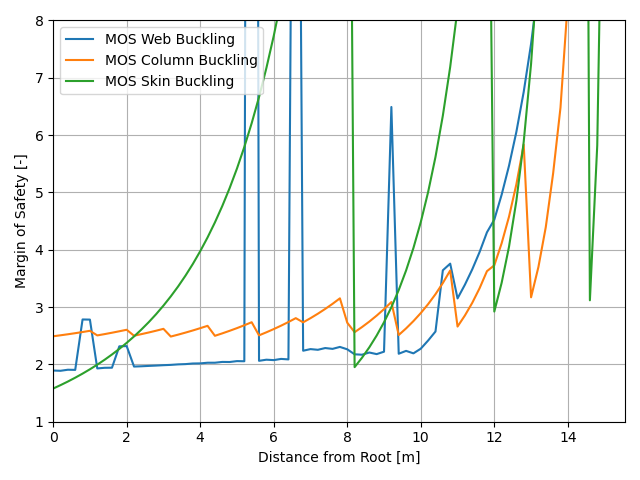 MOS Web Buckling
MOS Column Buckling
MOS Skin Buckling
Margin of Safety [-]
8
7
6
5
4
3
2
1
0 2 4 6 8 10 12 14
Distance from Root [m]